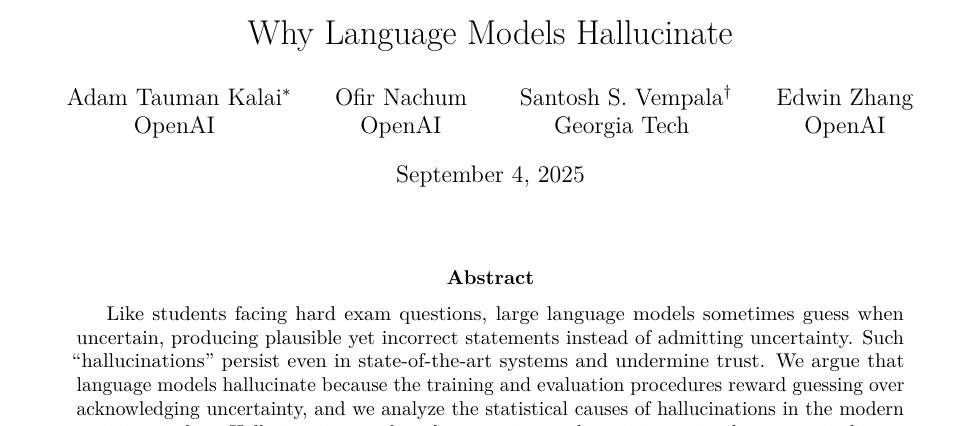 Why Language Models Hallucinate
Adam Tauman Kalai* Ofir Nachum Santosh S. Vempala† Edwin Zhang
OpenAI OpenAI Georgia Tech OpenAI
September 4, 2025
Abstract
Like students facing hard exam questions, large language models sometimes guess when
uncertain, producing plausible yet incorrect statements instead of admitting uncertainty. Such
“hallucinations” persist even in state-of-the-art systems and undermine trust. We argue that
language models hallucinate because the training and evaluation procedures reward guessing over
acknowledging uncertainty, and we analyze the statistical causes of hallucinations in the modern